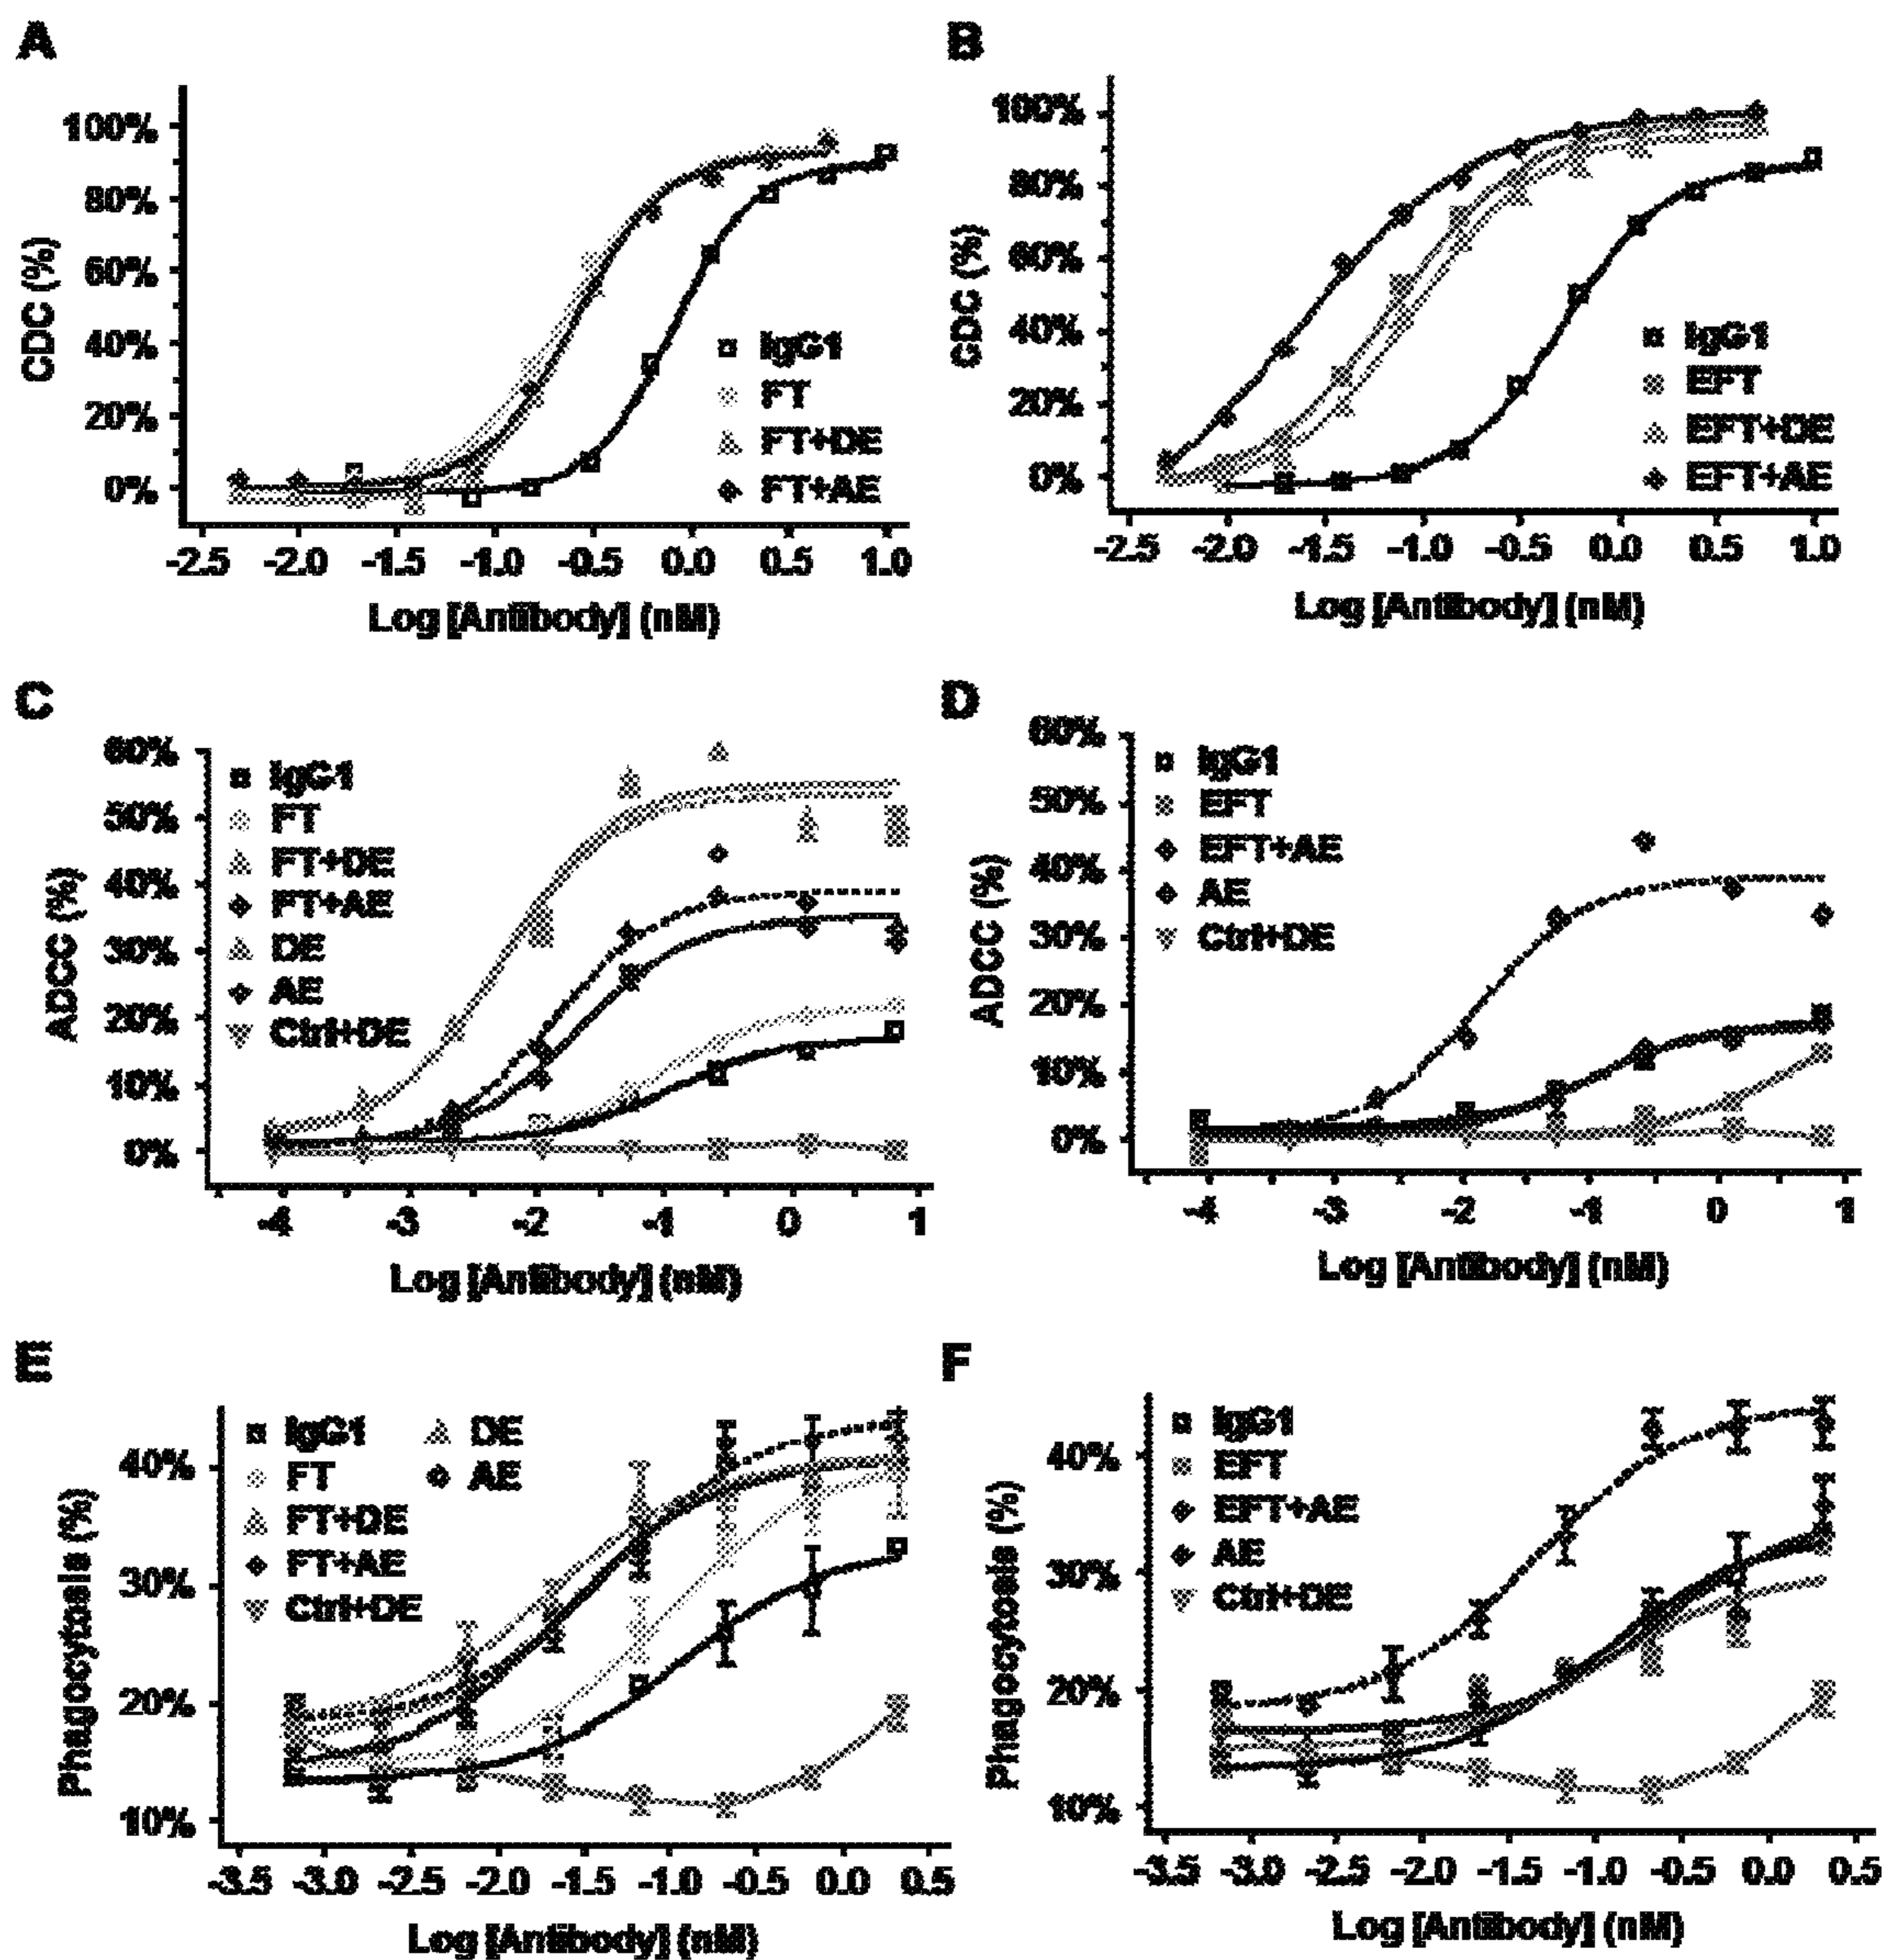 A
CDC (%)
100%
80%
60%
40%
20%
0%
IgG1
FT
FT+DE
FT+AE
-2.5 -2.0 -1.5 -1.0 -0.5 0.0 0.5 1.0
Log [Antibody] (nM)
B
CDC (%)
100%
80%
60%
40%
20%
0%
IgG1
EFT
EFT+DE
EFT+AE
-2.5 -2.0 -1.5 -1.0 -0.5 0.0 0.5 1.0
Log [Antibody] (nM)
C
ADCC (%)
60%
50%
40%
30%
20%
10%
0%
IgG1
FT
FT+DE
FT+AE
DE
AE
Ctrl+DE
-4 -3 -2 -1 0 1
Log [Antibody] (nM)
D
ADCC (%)
60%
50%
40%
30%
20%
10%
0%
IgG1
EFT
EFT+AE
AE
Ctrl+DE
-4 -3 -2 -1 0 1
Log [Antibody] (nM)
E
Phagocytosis (%)
40%
30%
20%
10%
IgG1
FT
FT+DE
FT+AE
Ctrl+DE
DE
AE
-3.5 -3.0 -2.5 -2.0 -1.5 -1.0 -0.5 0.0 0.5
Log [Antibody] (nM)
F
Phagocytosis (%)
40%
30%
20%
10%
IgG1
EFT
EFT+AE
AE
Ctrl+DE
-3.5 -3.0 -2.5 -2.0 -1.5 -1.0 -0.5 0.0 0.5
Log [Antibody] (nM)